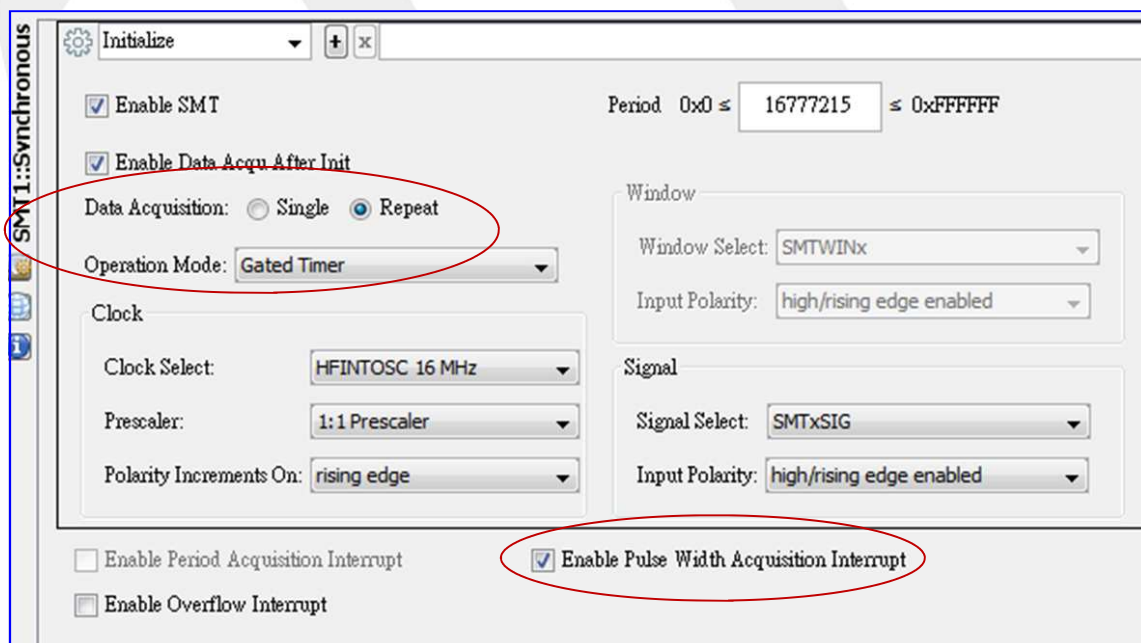 SMT1::Synchronous
Initialize
+
x
Enable SMT
Period 0x0 ≤ 16777215 ≤ 0xFFFFFF
Enable Data Acqu After Init
Data Acquisition: Single Repeat
Operation Mode: Gated Timer
Window
Window Select: SMTWINx
Input Polarity: high/rising edge enabled
Clock
Clock Select: HFINTOSC 16 MHz
Prescaler: 1:1 Prescaler
Polarity Increments On: rising edge
Signal
Signal Select: SMTxSIG
Input Polarity: high/rising edge enabled
Enable Period Acquisition Interrupt
Enable Pulse Width Acquisition Interrupt
Enable Overflow Interrupt